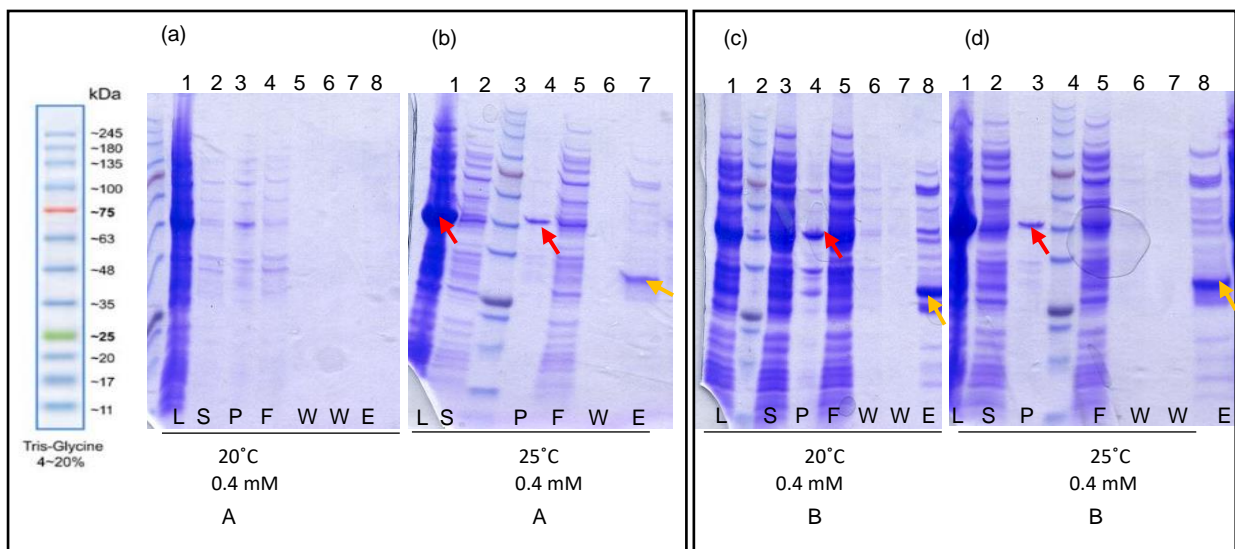 (a)
(b)
(c)
(d)
kDa
1 2 3 4 5 6 7 8
1 2 3 4 5 6 7
1 2 3 4 5 6 7 8
1 2 3 4 5 6 8
~245
~180
~135
~100
~75
~63
~48
~35
~25
~20
~17
~11
Tris-Glycine
4~20%
L S P F W W E
L S P F W E
L S P F W W E
L S P F W W E
20˚C
0.4 mM
A
25˚C
0.4 mM
A
20˚C
0.4 mM
B
25˚C
0.4 mM
B